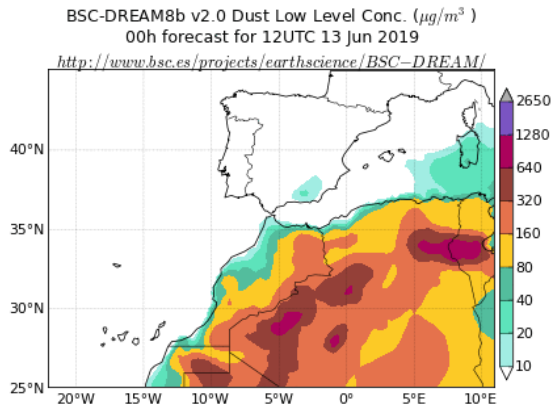 BSC-DREAM8b v2.0 Dust Low Level Conc. (μg/m³ )
00h forecast for 12UTC 13 Jun 2019
http://www.bsc.es/projects/earthscience/BSC−DREAM/
2650
1280
640
320
160
80
40
20
10
40°N
35°N
30°N
25°N
20°W
15°W
10°W
5°W
0°
5°E
10°E